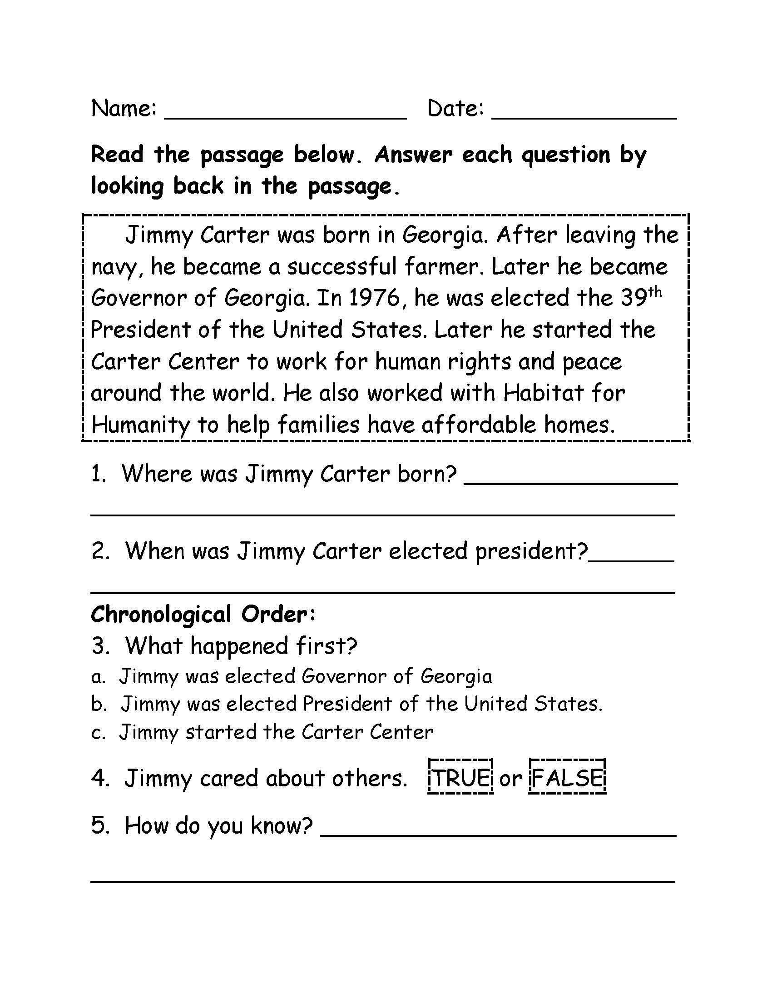 Name: ____________________ Date: _______________
Read the passage below. Answer each question by
looking back in the passage.
Jimmy Carter was born in Georgia. After leaving the
navy, he became a successful farmer. Later he became
Governor of Georgia. In 1976, he was elected the 39th
President of the United States. Later he started the
Carter Center to work for human rights and peace
around the world. He also worked with Habitat for
Humanity to help families have affordable homes.
1. Where was Jimmy Carter born? __________________
2. When was Jimmy Carter elected president?_______
Chronological Order:
3. What happened first?
a. Jimmy was elected Governor of Georgia
b. Jimmy was elected President of the United States.
c. Jimmy started the Carter Center
4. Jimmy cared about others. TRUE or FALSE
5. How do you know? ______________________________